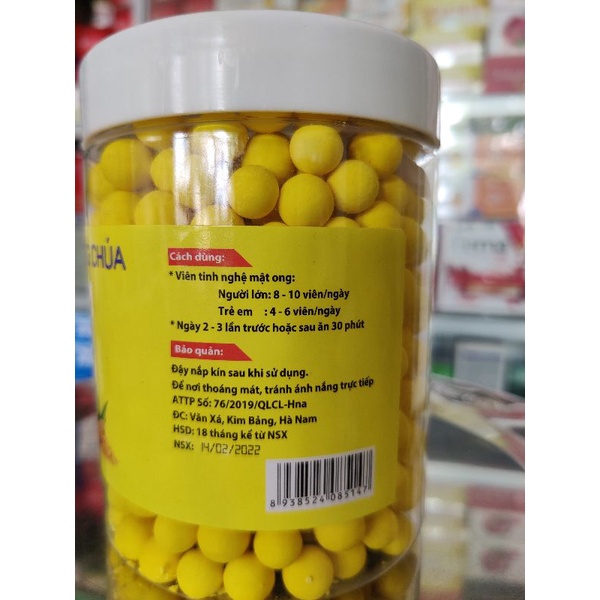 CHÚA
Cách dùng:
* Viên tinh nghệ mật ong:
Người lớn: 8 - 10 viên/ngày
Trẻ em : 4 - 6 viên/ngày
* Ngày 2 - 3 lần trước hoặc sau ăn 30 phút
Bảo quản:
Đậy nắp kín sau khi sử dụng.
Để nơi thoáng mát, tránh ánh nắng trực tiếp
ATTP Số: 76/2019/QLCL-Hna
ĐC: Văn Xá, Kim Bảng, Hà Nam
HSD: 18 tháng kể từ NSX
NSX: 14/02/2022
8 938524 085147